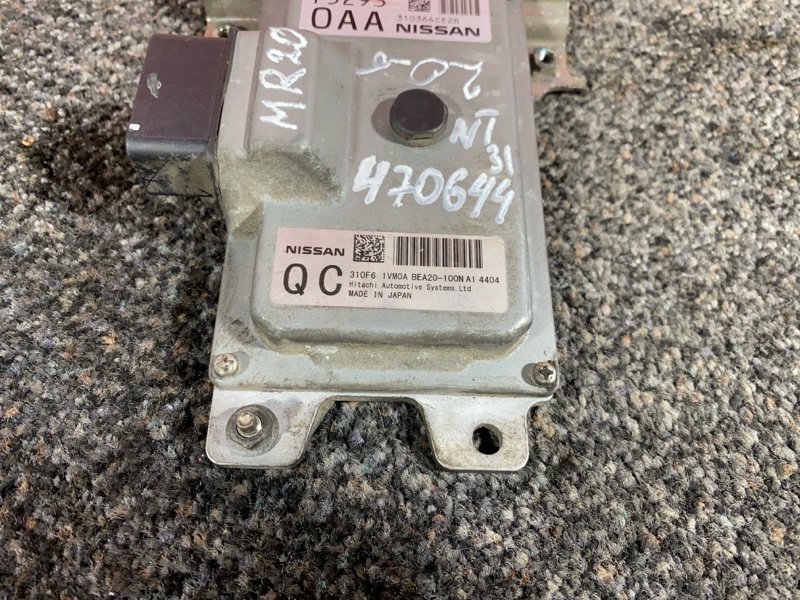 OAA 310364CE2B NISSAN
MR20
NT
31
470644
NISSAN
QC 310F6 1VM0A BEA20-100N A1 4404
Hitachi Automotive Systems,Ltd.
MADE IN JAPAN